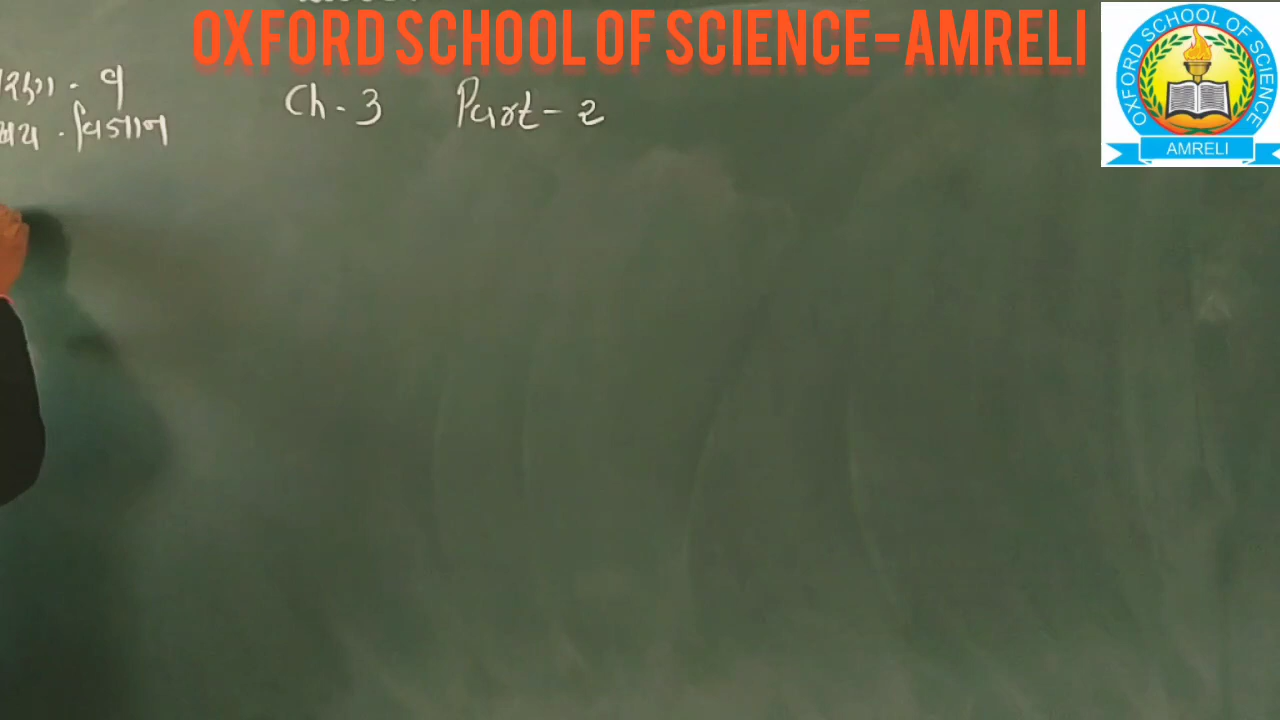 OXFORD SCHOOL OF SCIENCE-AMRELI
OXFORD SCHOOL OF SCIENCE
AMRELI
Ch - 3 Part - 2
વિજ્ઞાન